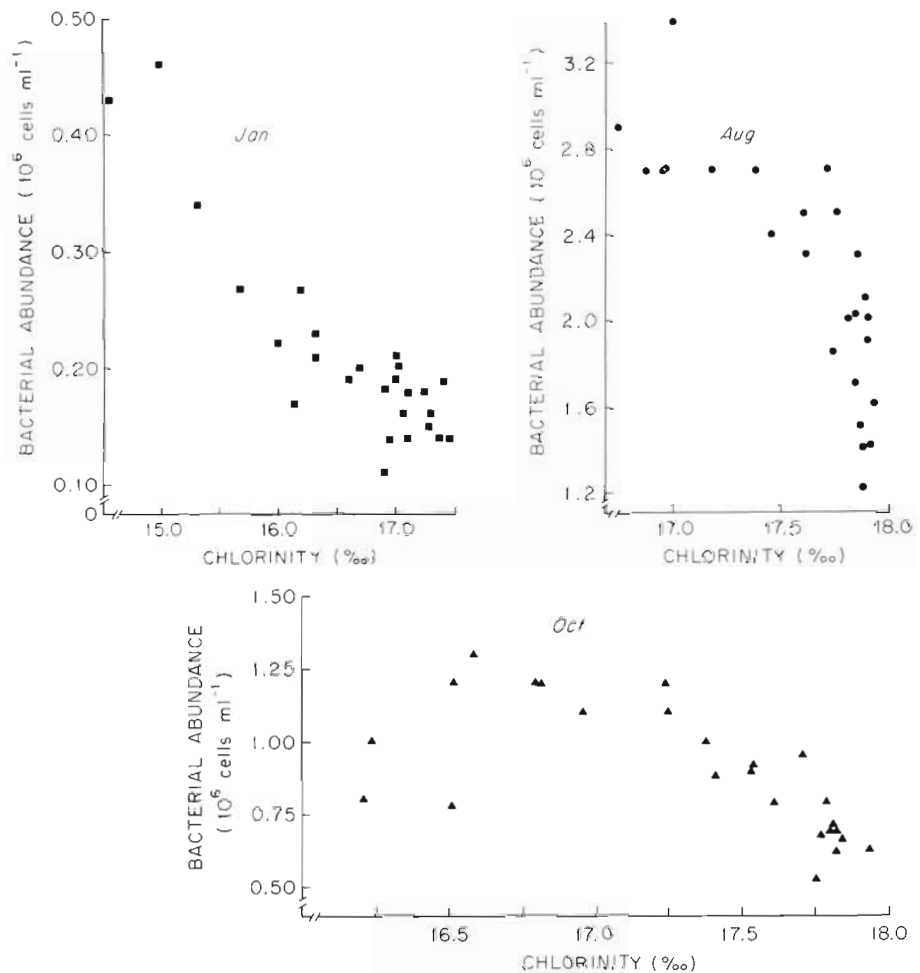 BACTERIAL ABUNDANCE (10⁶ cells ml⁻¹)
0.50
0.40
0.30
0.20
0.10
0
Jan
15.0
16.0
17.0
CHLORINITY (‰)
BACTERIAL ABUNDANCE (10⁶ cells ml⁻¹)
3.2
2.8
2.4
2.0
1.6
1.2
Aug
17.0
17.5
18.0
CHLORINITY (‰)
BACTERIAL ABUNDANCE
(10⁶ cells ml⁻¹)
1.50
1.25
1.00
0.75
0.50
Oct
16.5
17.0
17.5
18.0
CHLORINITY (‰)